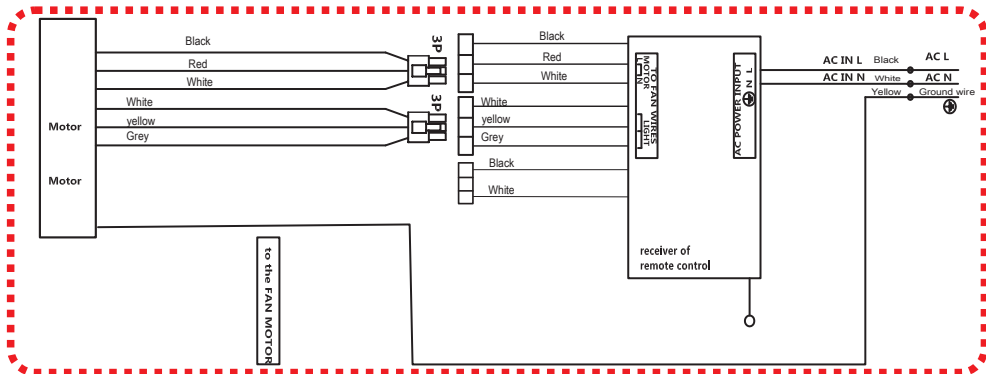 Black
Red
White
White
yellow
Grey
Motor
Motor
3P
3P
to the FAN MOTOR
Black
Red
White
White
yellow
Grey
Black
White
TO FAN WIRES
MOTOR LIGHT
L N
AC POWER INPUT
N L
receiver of
remote control
AC IN L Black AC L
AC IN N White AC N
Yellow Ground wire